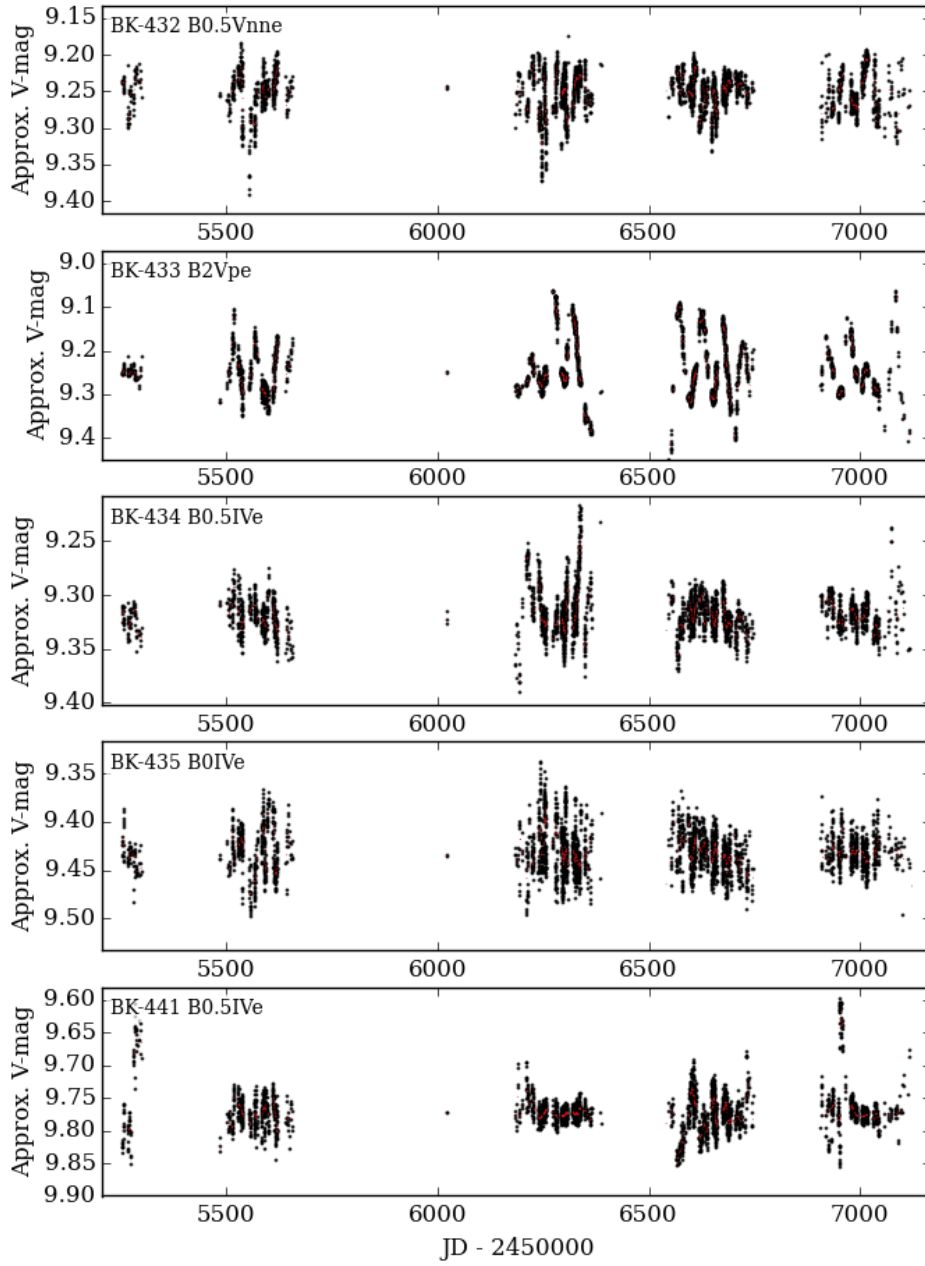 9.15
BK-432 B0.5Vnne
9.20
9.25
9.30
9.35
9.40
Approx. V-mag
5500 6000 6500 7000
9.0
BK-433 B2Vpe
9.1
9.2
9.3
9.4
Approx. V-mag
5500 6000 6500 7000
BK-434 B0.5IVe
9.25
9.30
9.35
9.40
Approx. V-mag
5500 6000 6500 7000
BK-435 B0IVe
9.35
9.40
9.45
9.50
Approx. V-mag
5500 6000 6500 7000
9.60
BK-441 B0.5IVe
9.65
9.70
9.75
9.80
9.85
9.90
Approx. V-mag
5500 6000 6500 7000
JD - 2450000